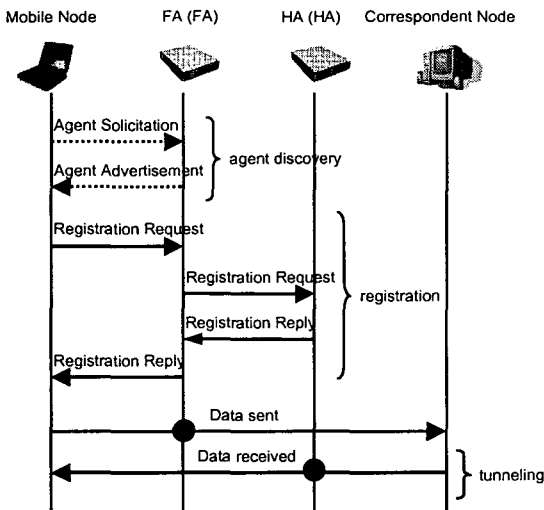 Mobile Node
FA (FA)
HA (HA)
Correspondent Node
Agent Solicitation
Agent Advertisement
agent discovery
Registration Request
Registration Request
Registration Reply
Registration Reply
registration
Data sent
Data received
tunneling